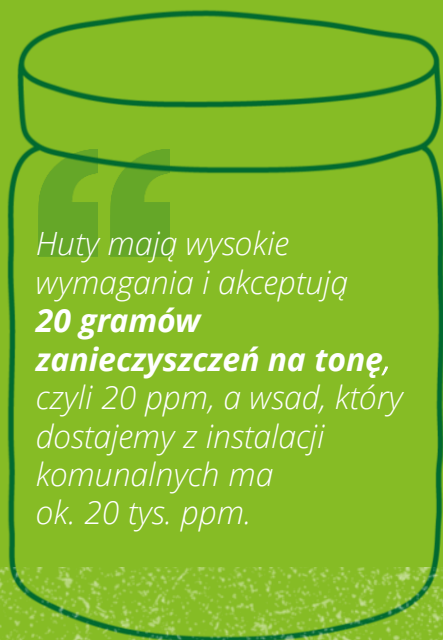 Huty mają wysokie
wymagania i akceptują
20 gramów
zanieczyszczeń na tonę,
czyli 20 ppm, a wsad, który
dostajemy z instalacji
komunalnych ma
ok. 20 tys. ppm.